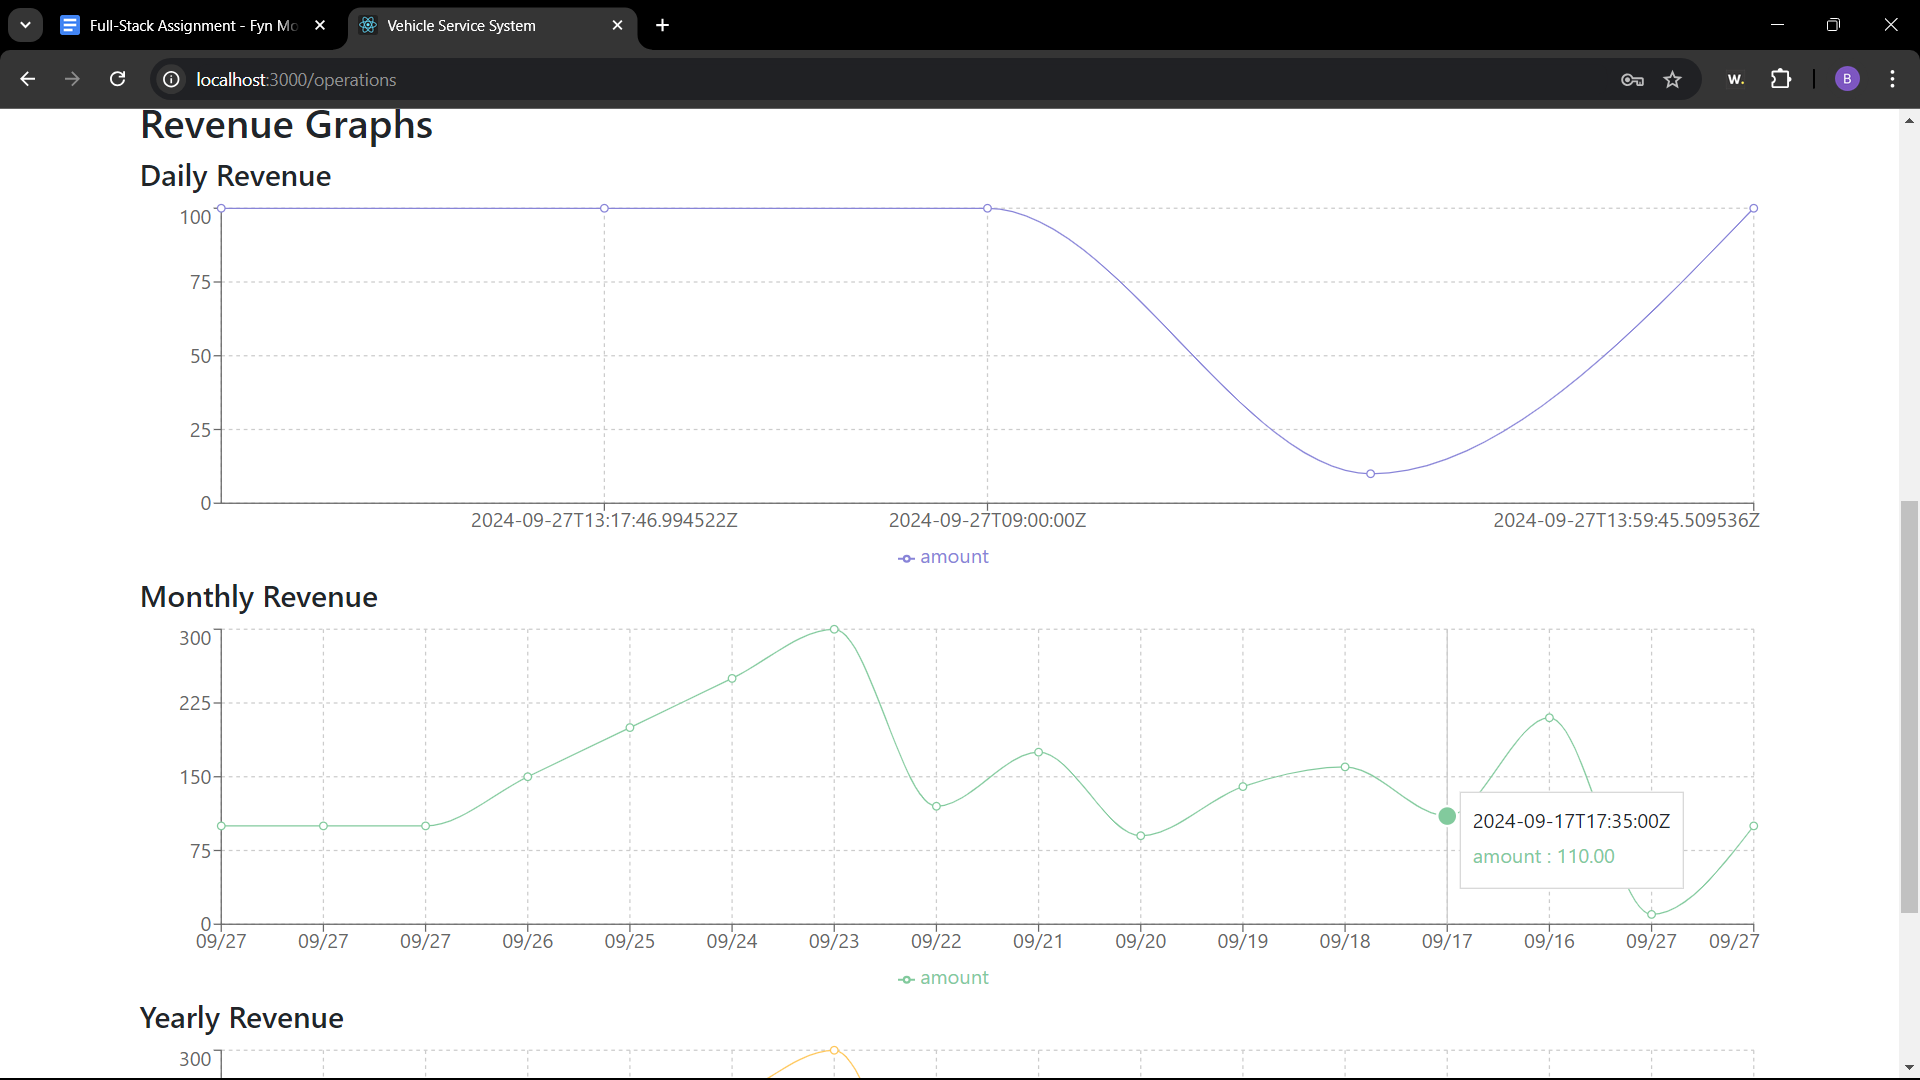 Full-Stack Assignment - Fyn Mo
Vehicle Service System
localhost:3000/operations
w.
B
Revenue Graphs
Daily Revenue
100
75
50
25
0
2024-09-27T13:17:46.994522Z 2024-09-27T09:00:00Z 2024-09-27T13:59:45.509536Z
amount
Monthly Revenue
300
225
150
75
0
2024-09-17T17:35:00Z
amount : 110.00
09/27 09/27 09/27 09/26 09/25 09/24 09/23 09/22 09/21 09/20 09/19 09/18 09/17 09/16 09/27 09/27
amount
Yearly Revenue
300